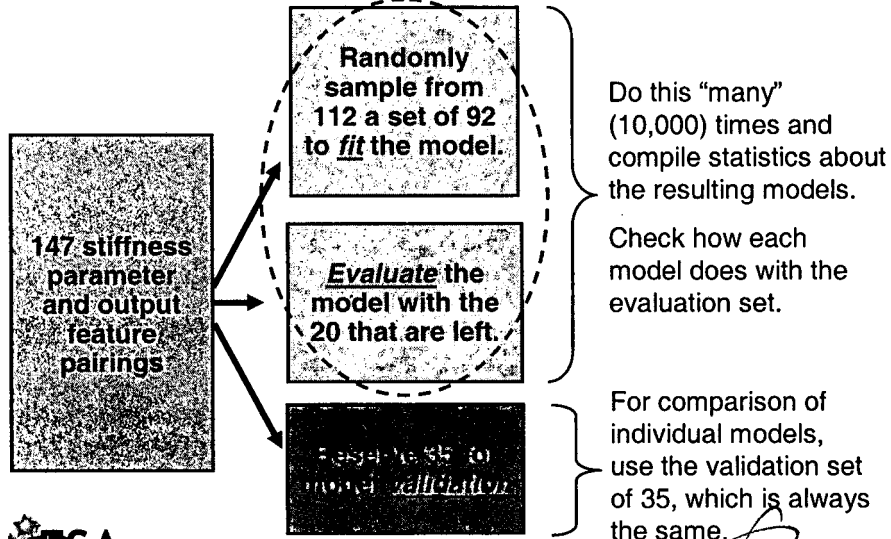 Randomly
sample from
112 a set of 92
to fit the model.
Do this “many”
(10,000) times and
compile statistics about
the resulting models.
147 stiffness
parameter
and output
feature
pairings
Evaluate the
model with the
20 that are left.
Check how each
model does with the
evaluation set.
Reserve 35 for
model validation
For comparison of
individual models,
use the validation set
of 35, which is always
the same.